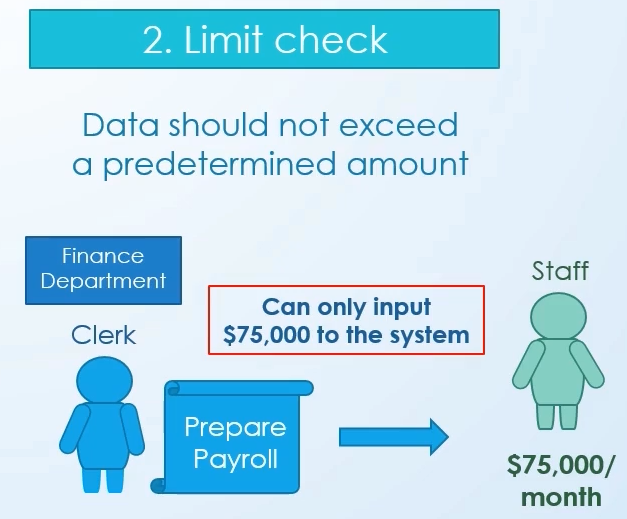 2. Limit check
Data should not exceed
a predetermined amount
Finance
Department
Clerk
Can only input
$75,000 to the system
Prepare
Payroll
Staff
$75,000/
month